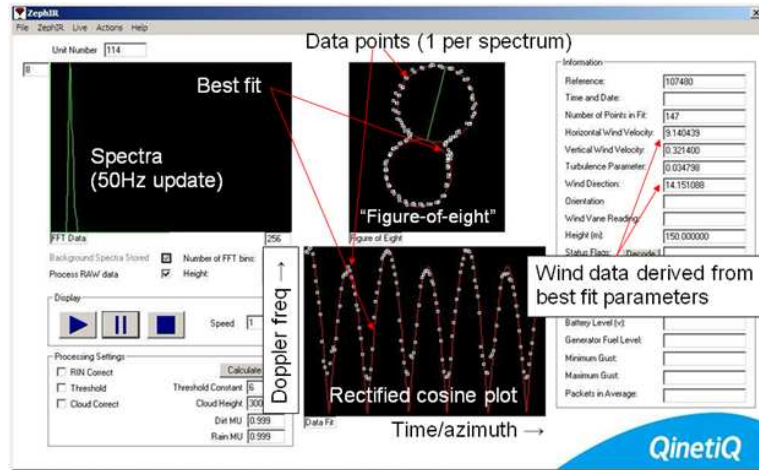 ZephIR
File ZephIR Live Actions Help
Unit Number 114
8
Data points (1 per spectrum)
Best fit
Spectra
(50Hz update)
"Figure-of-eight"
FFT Data 256
Figure of Eight
Background Spectra Stored
Number of FFT bins:
Process RAW data
Height:
Display
Speed 1
Processing Settings
RIN Correct
Calculate
Threshold
Threshold Constant 6
Cloud Correct
Cloud Height 300
Dirt MU 0.999
Rain MU 0.999
Doppler freq →
Rectified cosine plot
Data Fit
Time/azimuth →
Information
Reference: 107480
Time and Date:
Number of Points in Fit: 147
Horizontal Wind Velocity: 9.140439
Vertical Wind Velocity: 0.321400
Turbulence Parameter: 0.034798
Wind Direction: 14.151088
Orientation
Wind Vane Reading:
Height (m): 150.000000
Status Flags: Decode
Wind data derived from
best fit parameters
Battery Level (v):
Generator Fuel Level:
Minimum Gust:
Maximum Gust:
Packets in Average:
QinetiQ